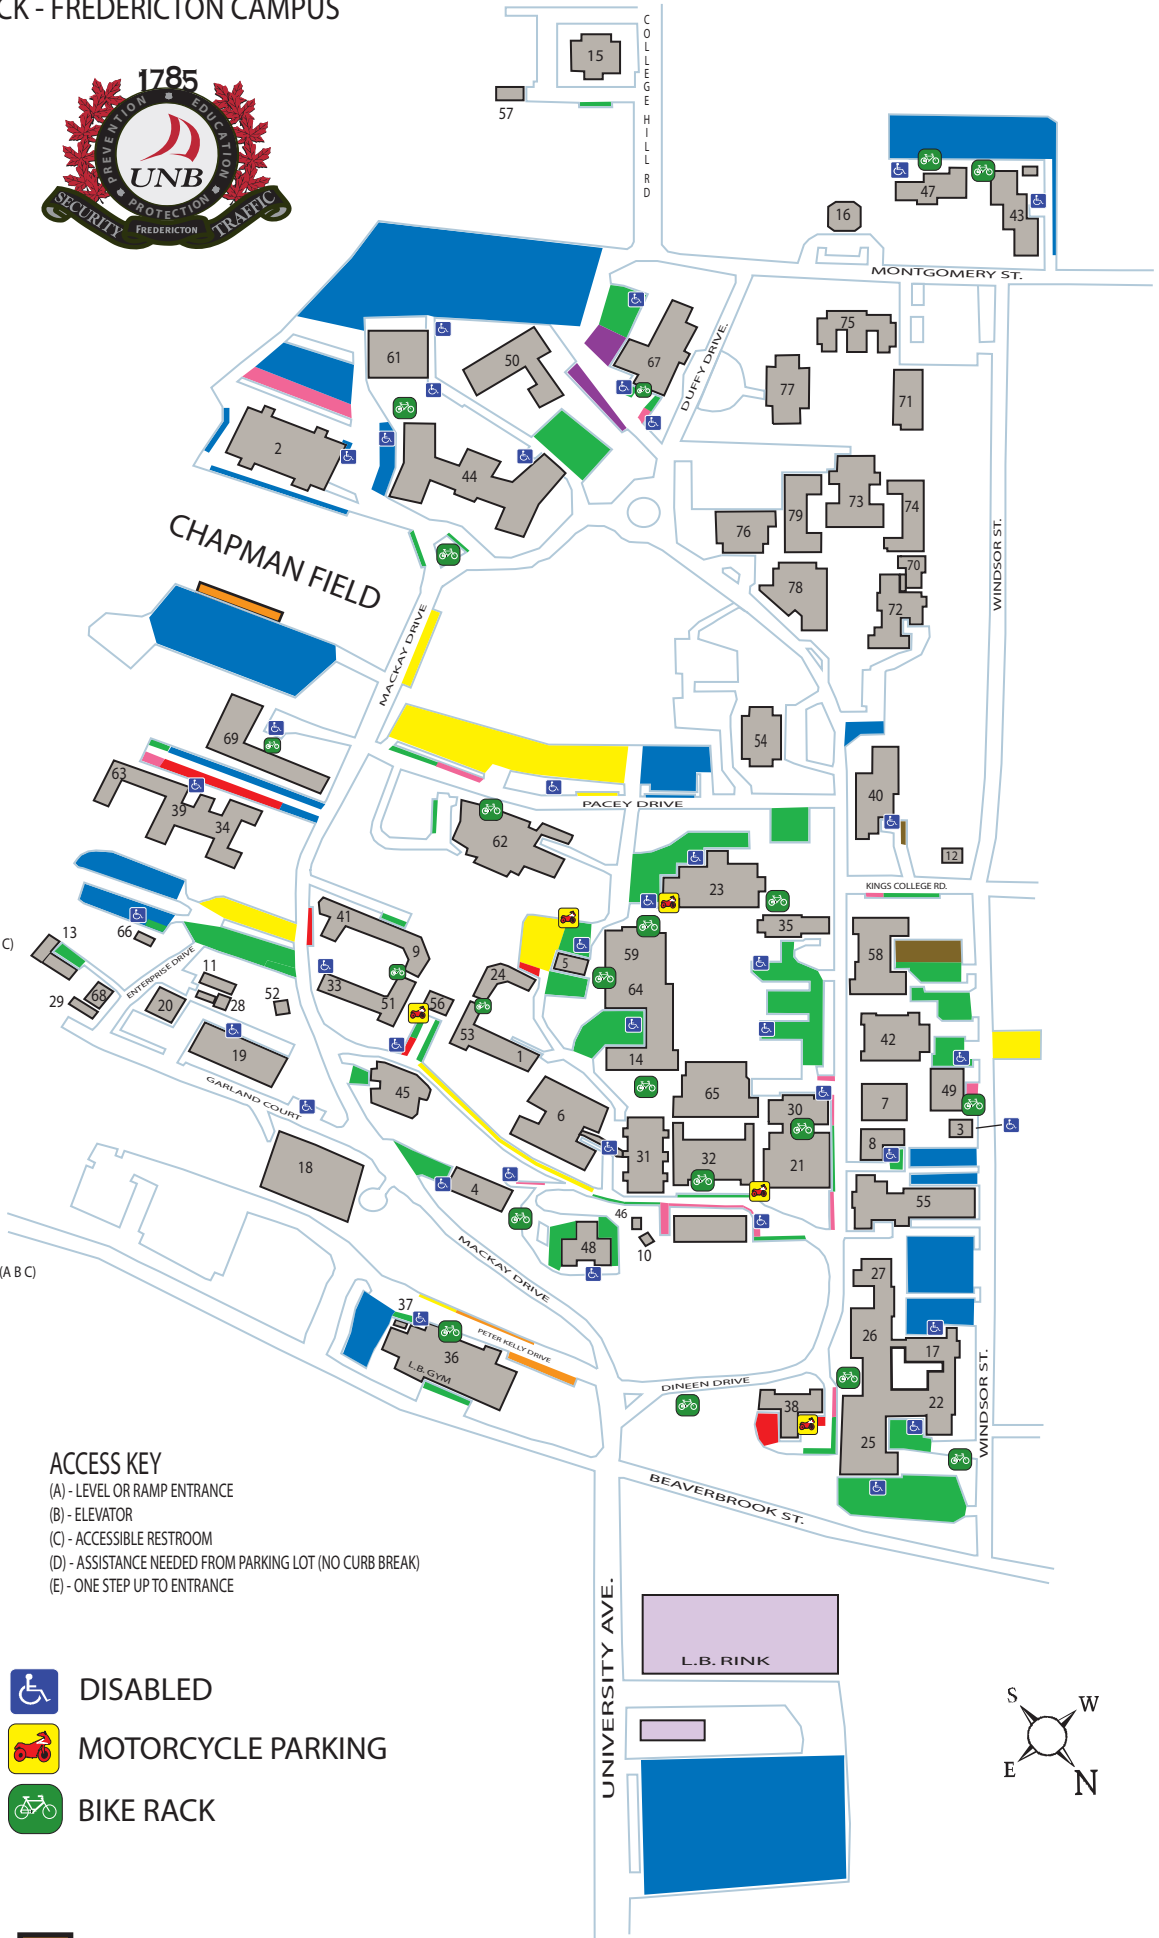 CK - FREDERICTON CAMPUS
1785
PREVENTION
EDUCATION
UNB
PROTECTION
SECURITY
FREDERICTON
TRAFFIC
COLLEGE HILL RD
15
57
47
43
16
MONTGOMERY ST.
75
67
DUFFY DRIVE.
61
50
77
71
2
44
73
79
74
76
CHAPMAN FIELD
WINDSOR ST.
70
78
72
MACKAY DRIVE
69
54
63
39
34
40
PACEY DRIVE
62
12
23
KINGS COLLEGE RD.
41
9
35
13
C)
66
59
58
ENTERPRISE DRIVE
11
5
24
33
51
56
64
29
68
20
28
52
53
1
14
42
19
45
65
49
GARLAND COURT
6
30
7
3
31
32
21
8
18
4
55
46
10
48
MACKAY DRIVE
(A B C)
27
37
36
L.B. GYM
PETER KELLY DRIVE
26
17
WINDSOR ST.
DINEEN DRIVE
38
22
25
BEAVERBROOK ST.
ACCESS KEY
(A) - LEVEL OR RAMP ENTRANCE
(B) - ELEVATOR
(C) - ACCESSIBLE RESTROOM
(D) - ASSISTANCE NEEDED FROM PARKING LOT (NO CURB BREAK)
(E) - ONE STEP UP TO ENTRANCE
UNIVERSITY AVE.
L.B. RINK
DISABLED
MOTORCYCLE PARKING
BIKE RACK
S
W
E
N